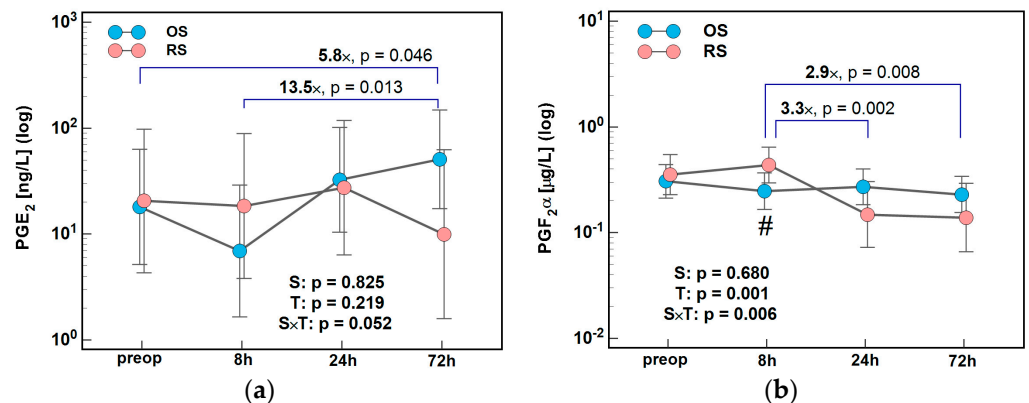 PGE₂ [ng/L] (log)
10³
10²
10¹
10⁰
OS
RS
5.8×, p = 0.046
13.5×, p = 0.013
S: p = 0.825
T: p = 0.219
S×T: p = 0.052
preop 8h 24h 72h
(a)
PGF₂α [µg/L] (log)
10¹
10⁰
10⁻¹
10⁻²
OS
RS
2.9×, p = 0.008
3.3×, p = 0.002
#
S: p = 0.680
T: p = 0.001
S×T: p = 0.006
preop 8h 24h 72h
(b)